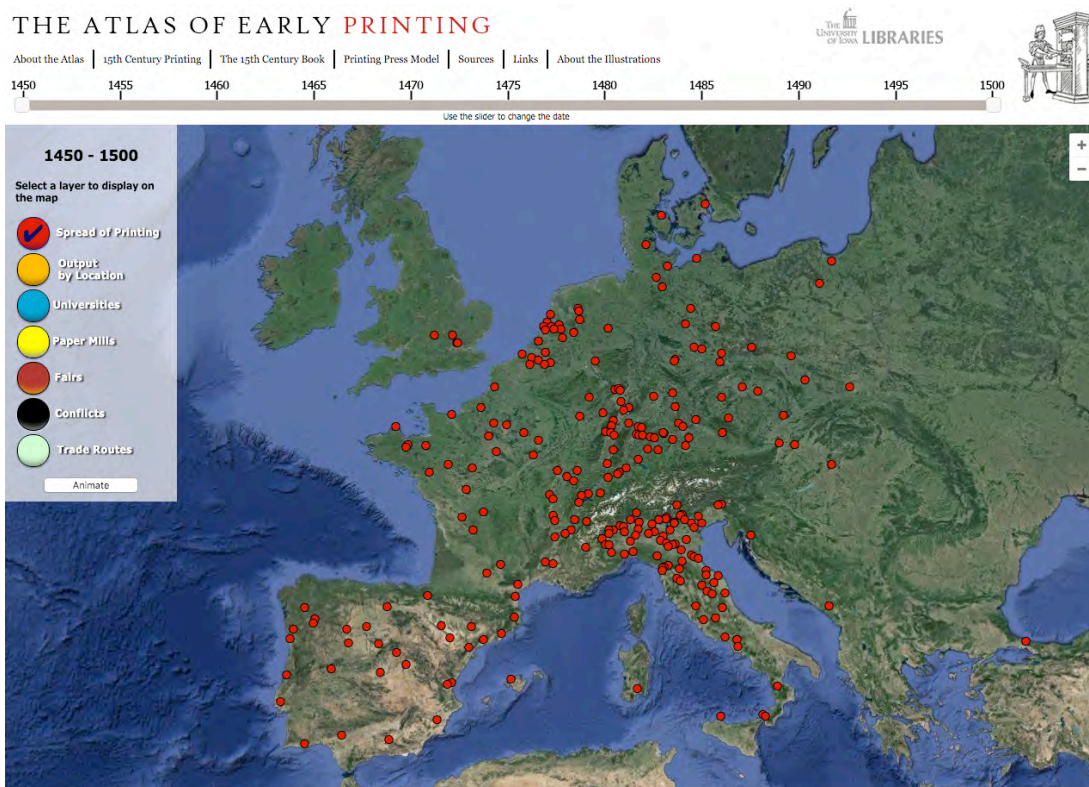 THE ATLAS OF EARLY PRINTING
THE UNIVERSITY OF IOWA LIBRARIES
About the Atlas 15th Century Printing The 15th Century Book Printing Press Model Sources Links About the Illustrations
1450 1455 1460 1465 1470 1475 1480 1485 1490 1495 1500
Use the slider to change the date
1450 - 1500
Select a layer to display on
the map
Spread of Printing
Output
by Location
Universities
Paper Mills
Fairs
Conflicts
Trade Routes
Animate
+
−